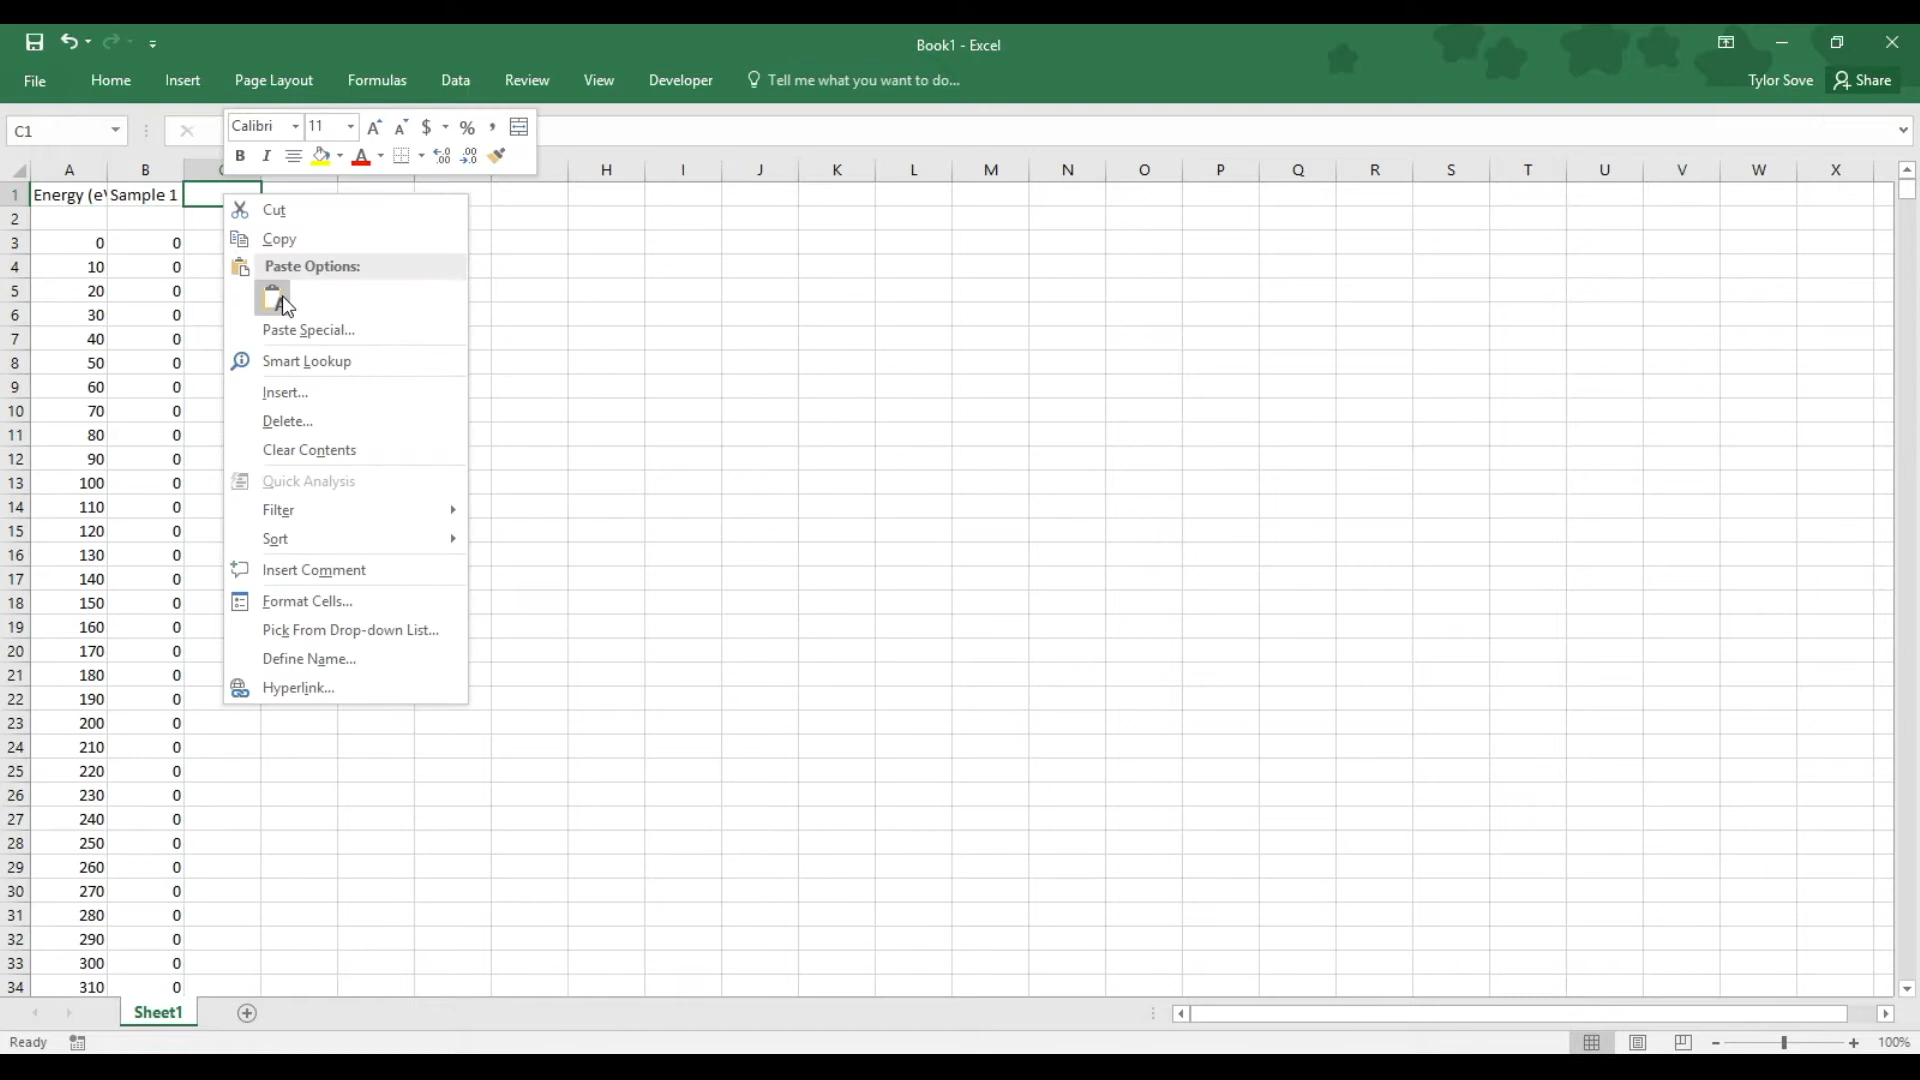 Book1 - Excel
File Home Insert Page Layout Formulas Data Review View Developer Tell me what you want to do... Tylor Sove Share
C1
Calibri 11 $ % ,
B I A
A B C H I J K L M N O P Q R S T U V W X
1 Energy (eV Sample 1
2
3 0 0
4 10 0
5 20 0
6 30 0
7 40 0
8 50 0
9 60 0
10 70 0
11 80 0
12 90 0
13 100 0
14 110 0
15 120 0
16 130 0
17 140 0
18 150 0
19 160 0
20 170 0
21 180 0
22 190 0
23 200 0
24 210 0
25 220 0
26 230 0
27 240 0
28 250 0
29 260 0
30 270 0
31 280 0
32 290 0
33 300 0
34 310 0
Cut
Copy
Paste Options:
Paste Special...
Smart Lookup
Insert...
Delete...
Clear Contents
Quick Analysis
Filter
Sort
Insert Comment
Format Cells...
Pick From Drop-down List...
Define Name...
Hyperlink...
Sheet1
Ready 100%